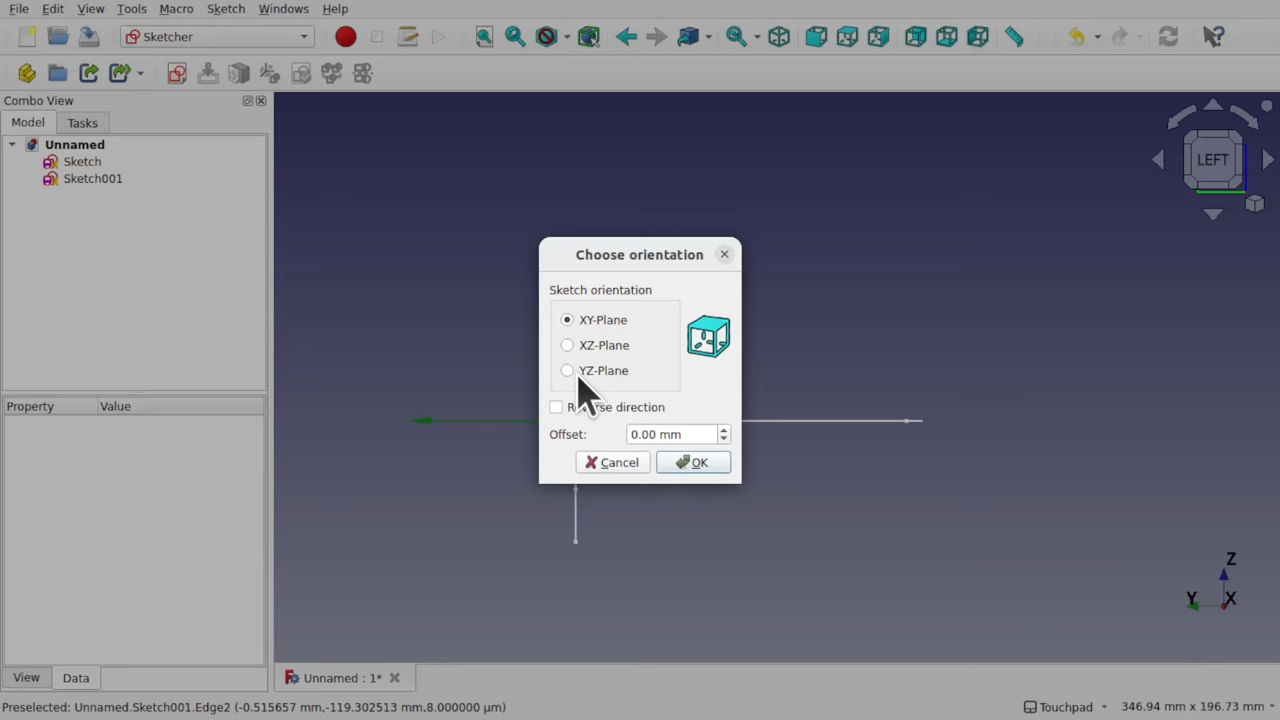 File Edit View Tools Macro Sketch Windows Help
Sketcher
Combo View
Model Tasks
Unnamed
Sketch
Sketch001
Property Value
View Data
LEFT
Choose orientation
Sketch orientation
XY-Plane
XZ-Plane
YZ-Plane
Reverse direction
Offset: 0.00 mm
Cancel OK
Z
Y X
Unnamed : 1*
Preselected: Unnamed.Sketch001.Edge2 (-0.515657 mm,-119.302513 mm,8.000000 µm) Touchpad 346.94 mm x 196.73 mm